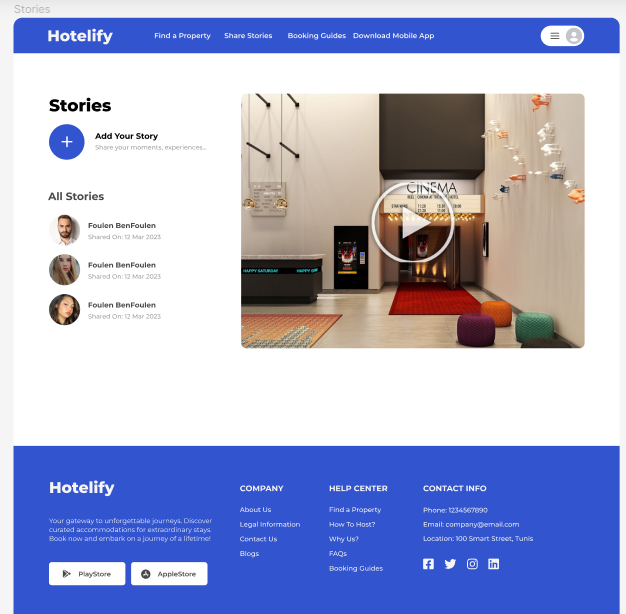 Stories
Hotelify
Find a Property
Share Stories
Booking Guides
Download Mobile App
Stories
Add Your Story
Share your moments, experiences...
All Stories
Foulen BenFoulen
Shared On: 12 Mar 2023
Foulen BenFoulen
Shared On: 12 Mar 2023
Foulen BenFoulen
Shared On: 12 Mar 2023
CINEMA
HAPPY SATURDAY
Hotelify
Your gateway to unforgettable journeys. Discover
curated accommodations for extraordinary stays.
Book now and embark on a journey of a lifetime!
PlayStore
AppleStore
COMPANY
About Us
Legal Information
Contact Us
Blogs
HELP CENTER
Find a Property
How To Host?
Why Us?
FAQs
Booking Guides
CONTACT INFO
Phone: 1234567890
Email: company@email.com
Location: 100 Smart Street, Tunis